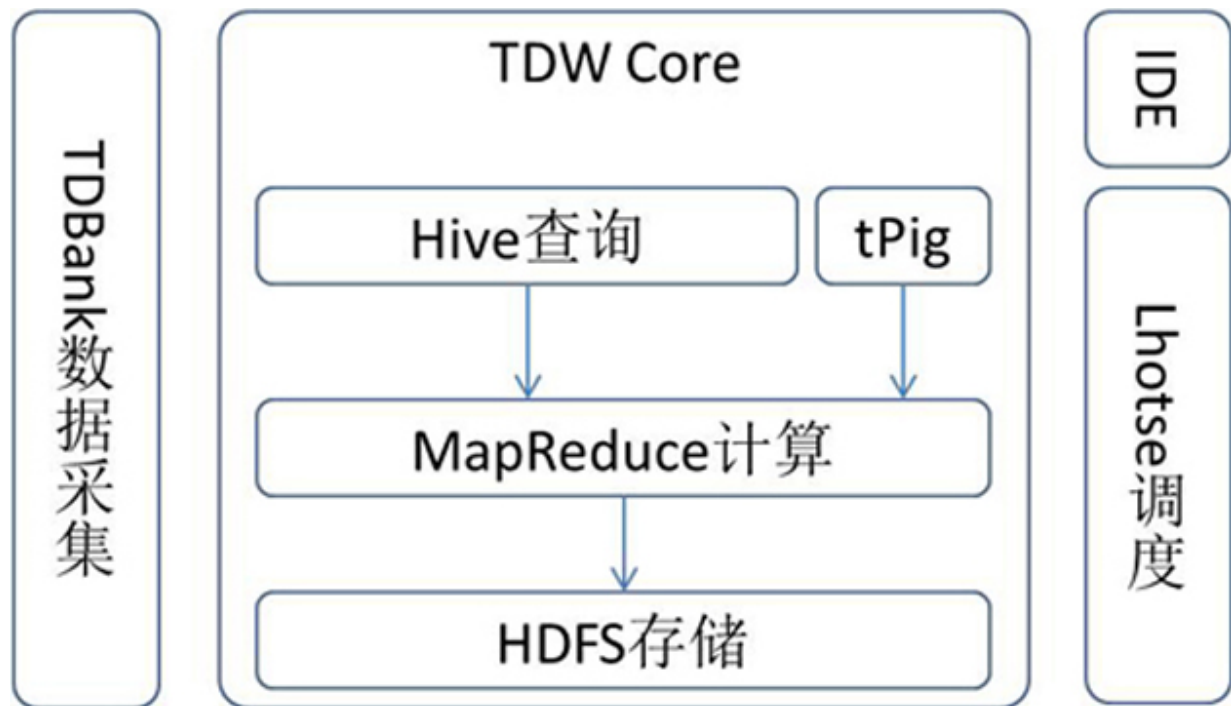 TDBank数据采集
TDW Core
Hive查询
tPig
MapReduce计算
HDFS存储
IDE
Lhotse调度